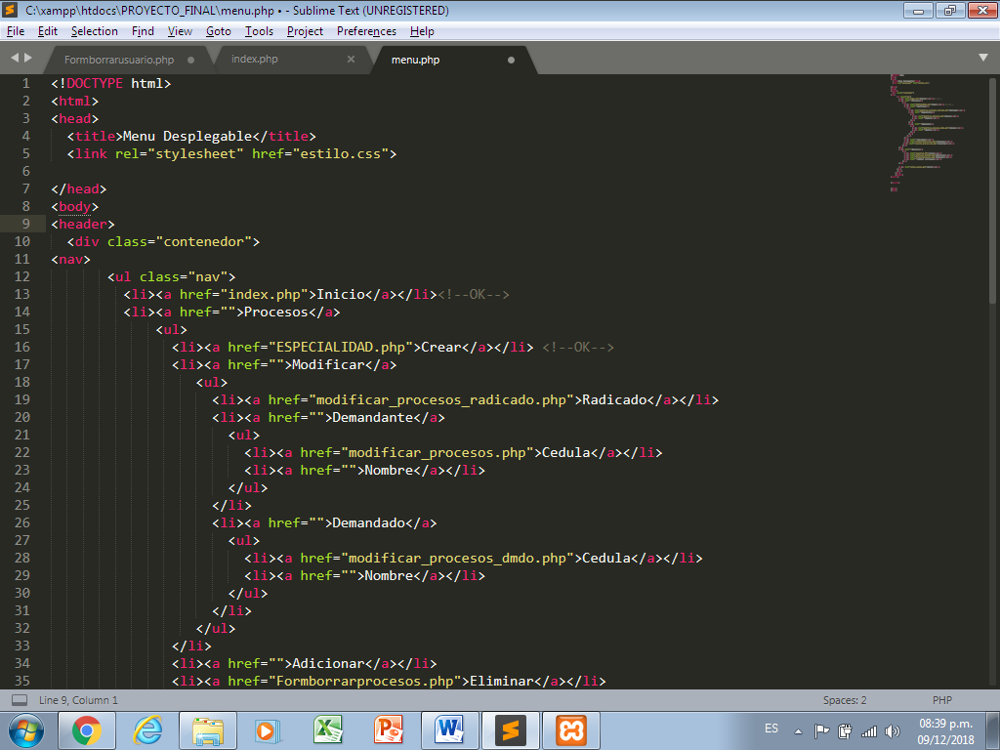 C:\xampp\htdocs\PROYECTO_FINAL\menu.php • - Sublime Text (UNREGISTERED)
File Edit Selection Find View Goto Tools Project Preferences Help
Formborrarusuario.php index.php menu.php
1 <!DOCTYPE html>
2 <html>
3 <head>
4 <title>Menu Desplegable</title>
5 <link rel="stylesheet" href="estilo.css">
6
7 </head>
8 <body>
9 <header>
10 <div class="contenedor">
11 <nav>
12 <ul class="nav">
13 <li><a href="index.php">Inicio</a></li><!--OK-->
14 <li><a href="">Procesos</a>
15 <ul>
16 <li><a href="ESPECIALIDAD.php">Crear</a></li> <!--OK-->
17 <li><a href="">Modificar</a>
18 <ul>
19 <li><a href="modificar_procesos_radicado.php">Radicado</a></li>
20 <li><a href="">Demandante</a>
21 <ul>
22 <li><a href="modificar_procesos.php">Cedula</a></li>
23 <li><a href="">Nombre</a></li>
24 </ul>
25 </li>
26 <li><a href="">Demandado</a>
27 <ul>
28 <li><a href="modificar_procesos_dmdo.php">Cedula</a></li>
29 <li><a href="">Nombre</a></li>
30 </ul>
31 </li>
32 </ul>
33 </li>
34 <li><a href="">Adicionar</a></li>
35 <li><a href="Formborrarprocesos.php">Eliminar</a></li>
Line 9, Column 1 Spaces: 2 PHP
ES 08:39 p.m.
09/12/2018